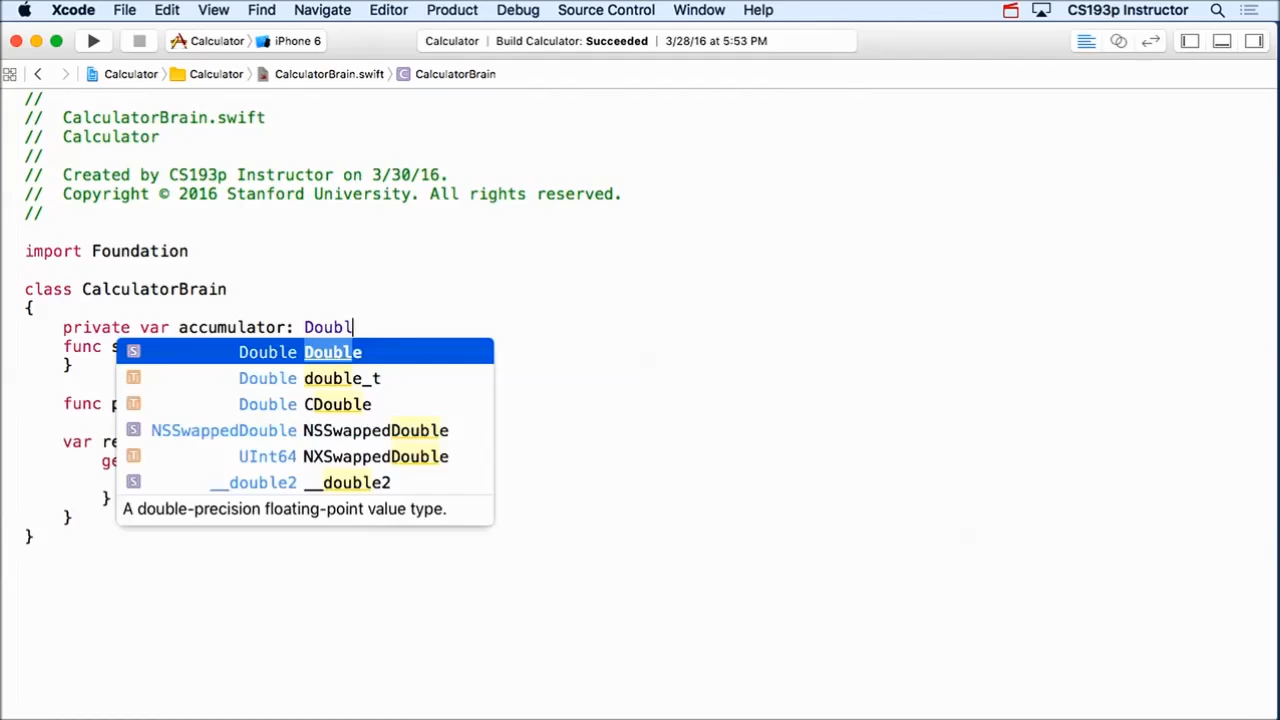 Xcode File Edit View Find Navigate Editor Product Debug Source Control Window Help CS193p Instructor
Calculator iPhone 6 Calculator | Build Calculator: Succeeded | 3/28/16 at 5:53 PM
Calculator Calculator CalculatorBrain.swift C CalculatorBrain
//
// CalculatorBrain.swift
// Calculator
//
// Created by CS193p Instructor on 3/30/16.
// Copyright © 2016 Stanford University. All rights reserved.
//
import Foundation
class CalculatorBrain
{
private var accumulator: Doubl
func s
S Double Double
}
T Double double_t
func p
T Double CDouble
S NSSwappedDouble NSSwappedDouble
var re
T UInt64 NXSwappedDouble
ge
S __double2 __double2
}
A double-precision floating-point value type.
}
}